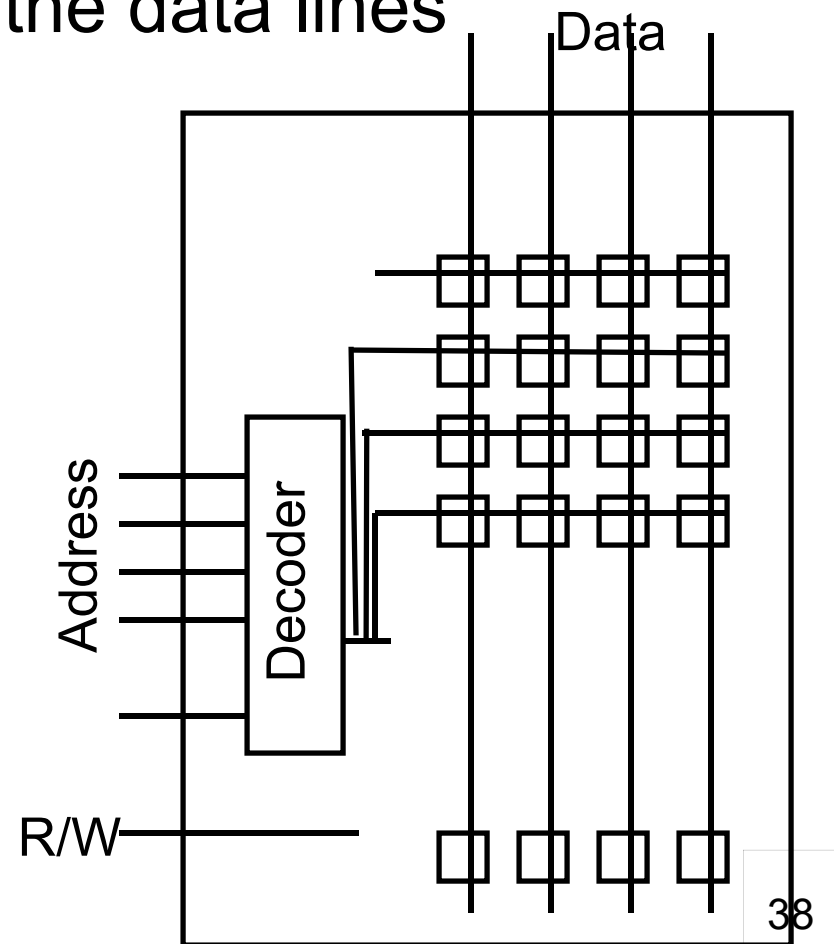 the data lines
Data
Address
Decoder
R/W
38